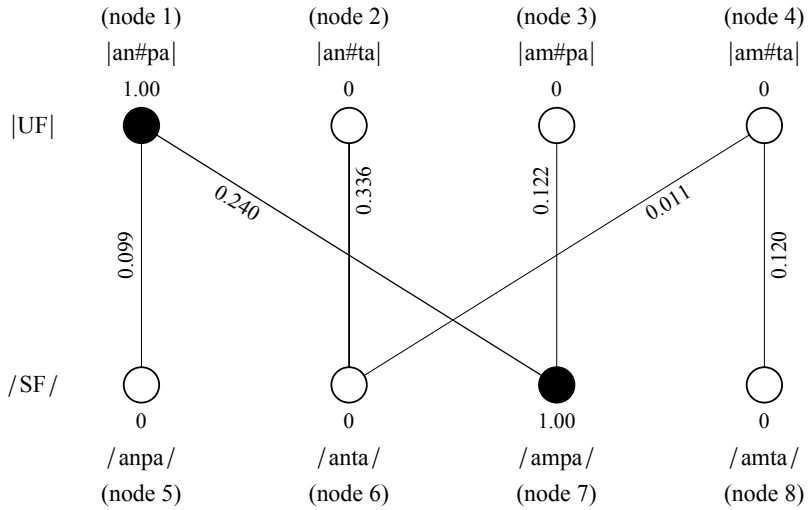 (node 1) (node 2) (node 3) (node 4)
|an#pa| |an#ta| |am#pa| |am#ta|
1.00 0 0 0
|UF|
0.099 0.240 0.336 0.122 0.011 0.120
/SF/
0 0 1.00 0
/anpa/ /anta/ /ampa/ /amta/
(node 5) (node 6) (node 7) (node 8)